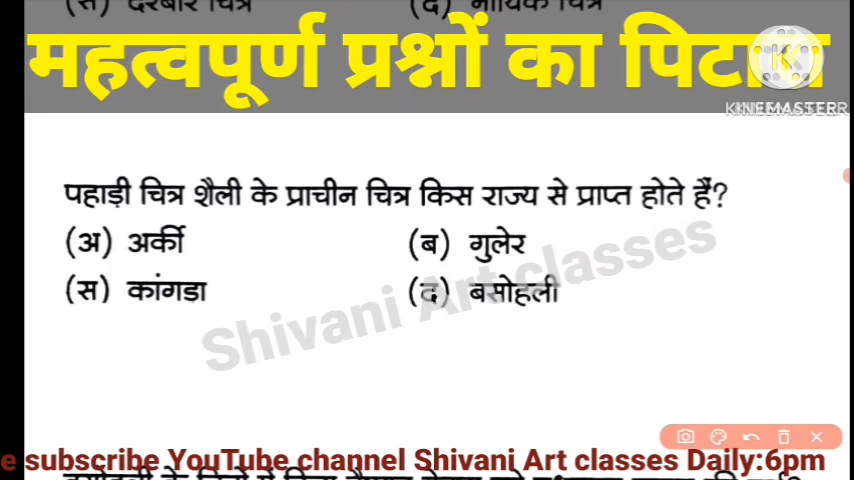 (स) दरबार चित्र (द) मायिक चित्र
महत्वपूर्ण प्रश्नों का पिटारा
KINEMASTER
पहाड़ी चित्र शैली के प्राचीन चित्र किस राज्य से प्राप्त होते हैं?
(अ) अर्की (ब) गुलेर
(स) कांगडा (द) बसोहली
Shivani Art classes
e subscribe YouTube channel Shivani Art classes Daily:6pm